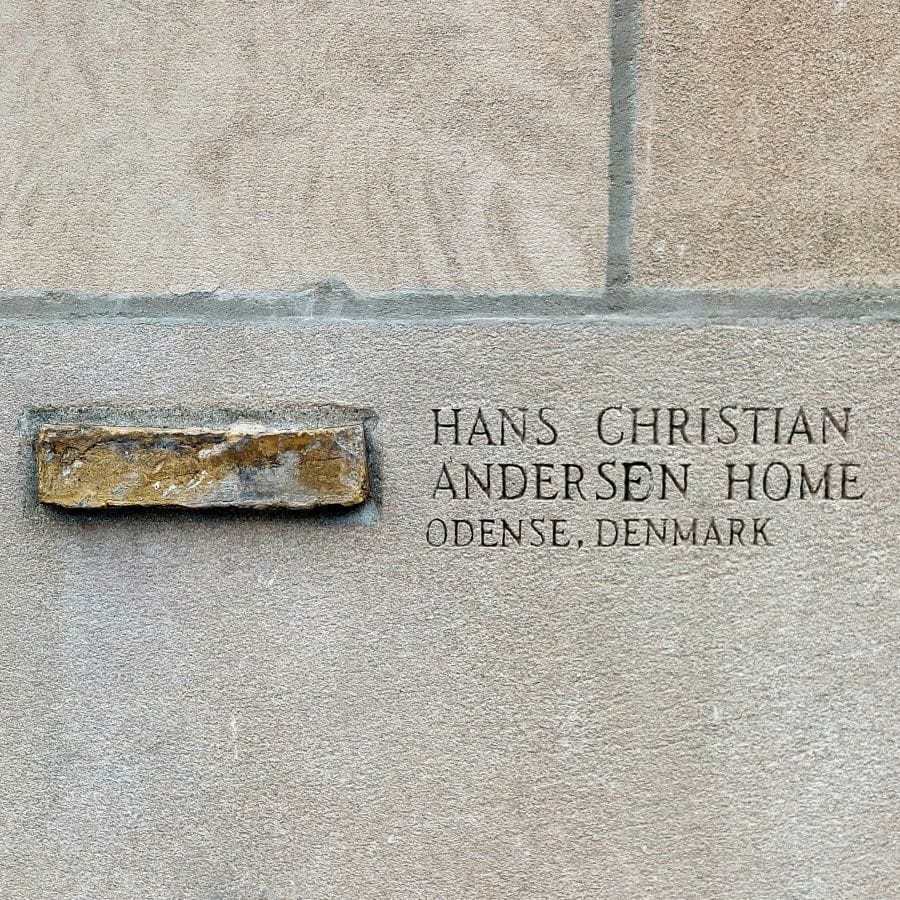 HANS CHRISTIAN
ANDERSEN HOME
ODENSE, DENMARK